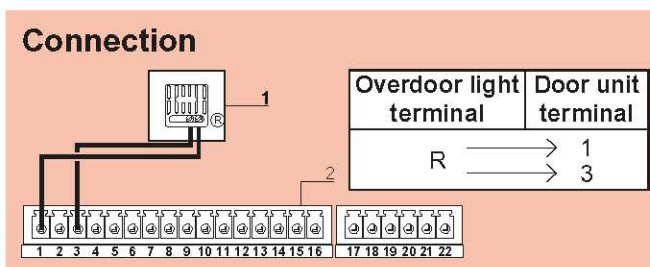 Connection
1
R
Overdoor light terminal
Door unit terminal
R → 1
→ 3
2
1 2 3 4 5 6 7 8 9 10 11 12 13 14 15 16 17 18 19 20 21 22